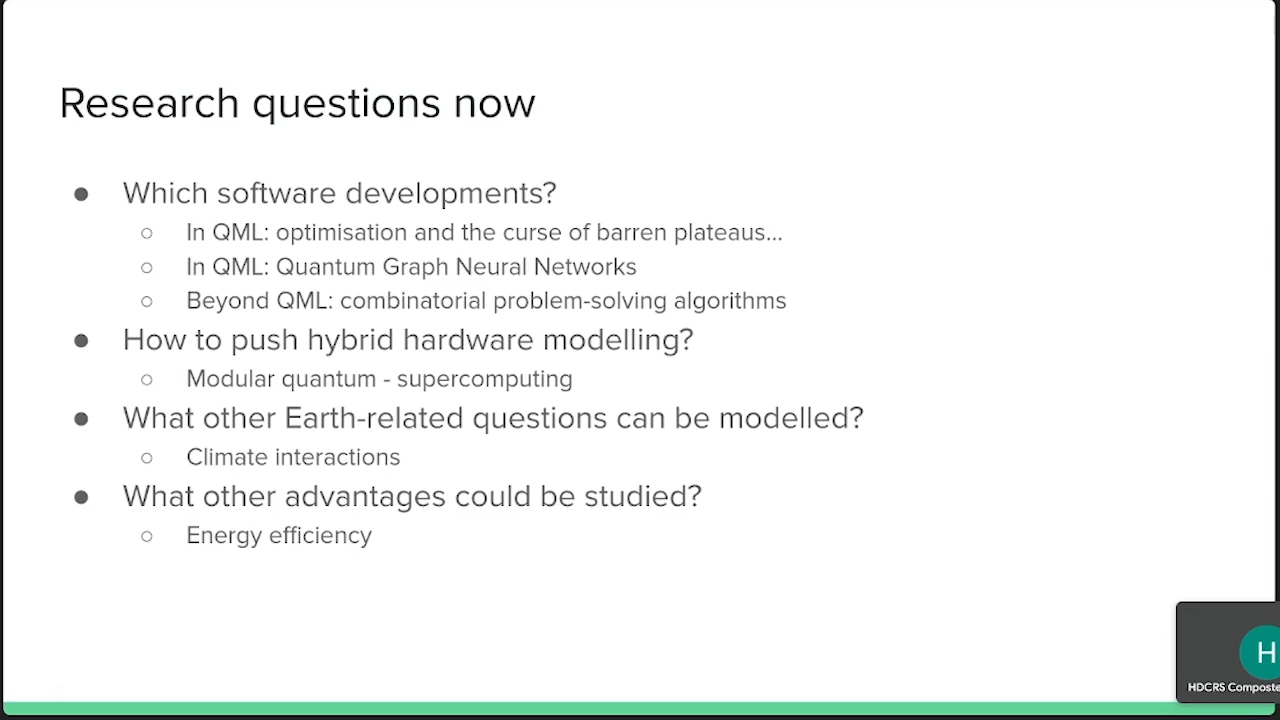 Research questions now
● Which software developments?
○ In QML: optimisation and the curse of barren plateaus...
○ In QML: Quantum Graph Neural Networks
○ Beyond QML: combinatorial problem-solving algorithms
● How to push hybrid hardware modelling?
○ Modular quantum - supercomputing
● What other Earth-related questions can be modelled?
○ Climate interactions
● What other advantages could be studied?
○ Energy efficiency
H
HDCRS Composte